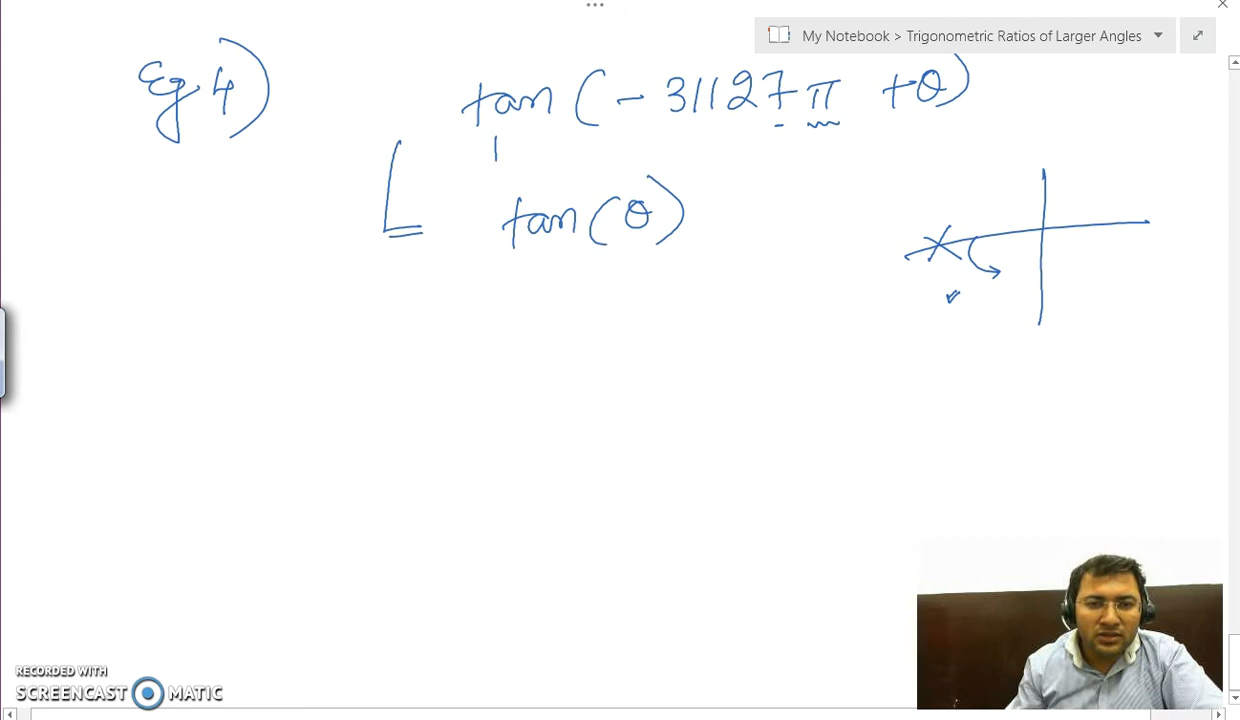 ...
My Notebook > Trigonometric Ratios of Larger Angles
Eg 4) tan(- 31127π +θ)
tan(θ)
RECORDED WITH
SCREENCAST MATIC